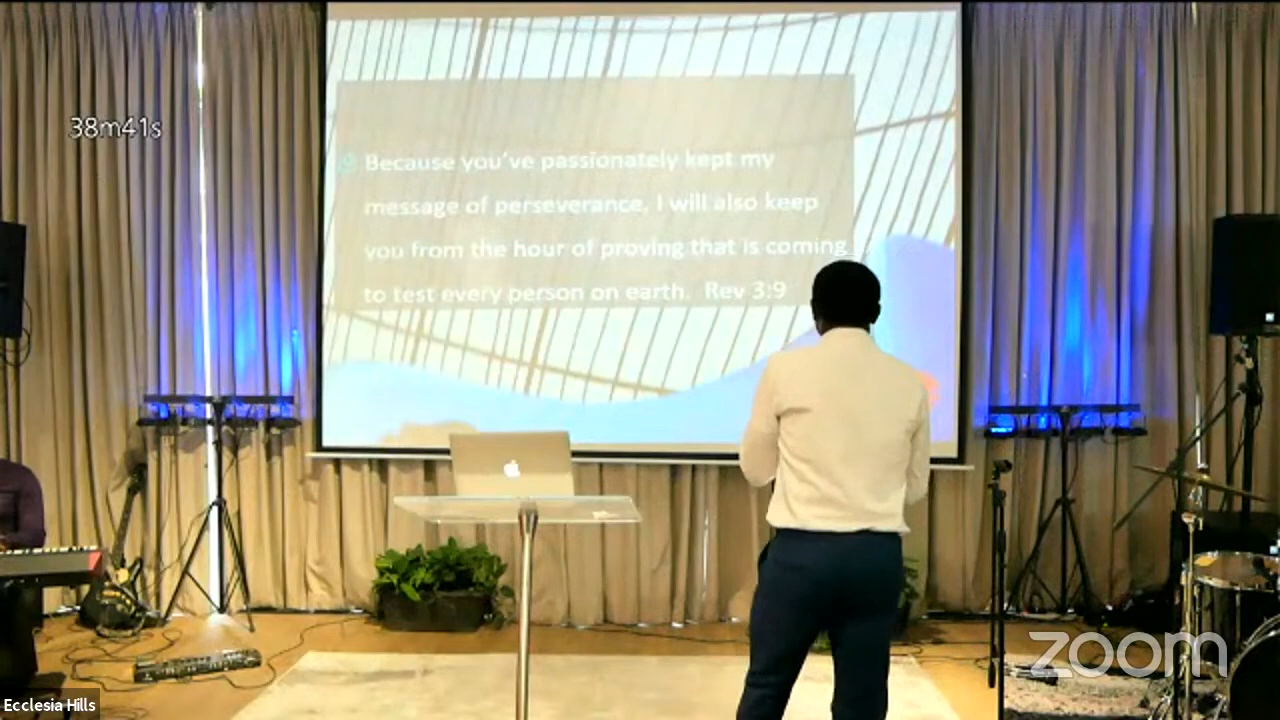 38m41s
Because you've passionately kept my
message of perseverance, I will also keep
you from the hour of proving that is coming
to test every person on earth. Rev 3:9
zoom
Ecclesia Hills